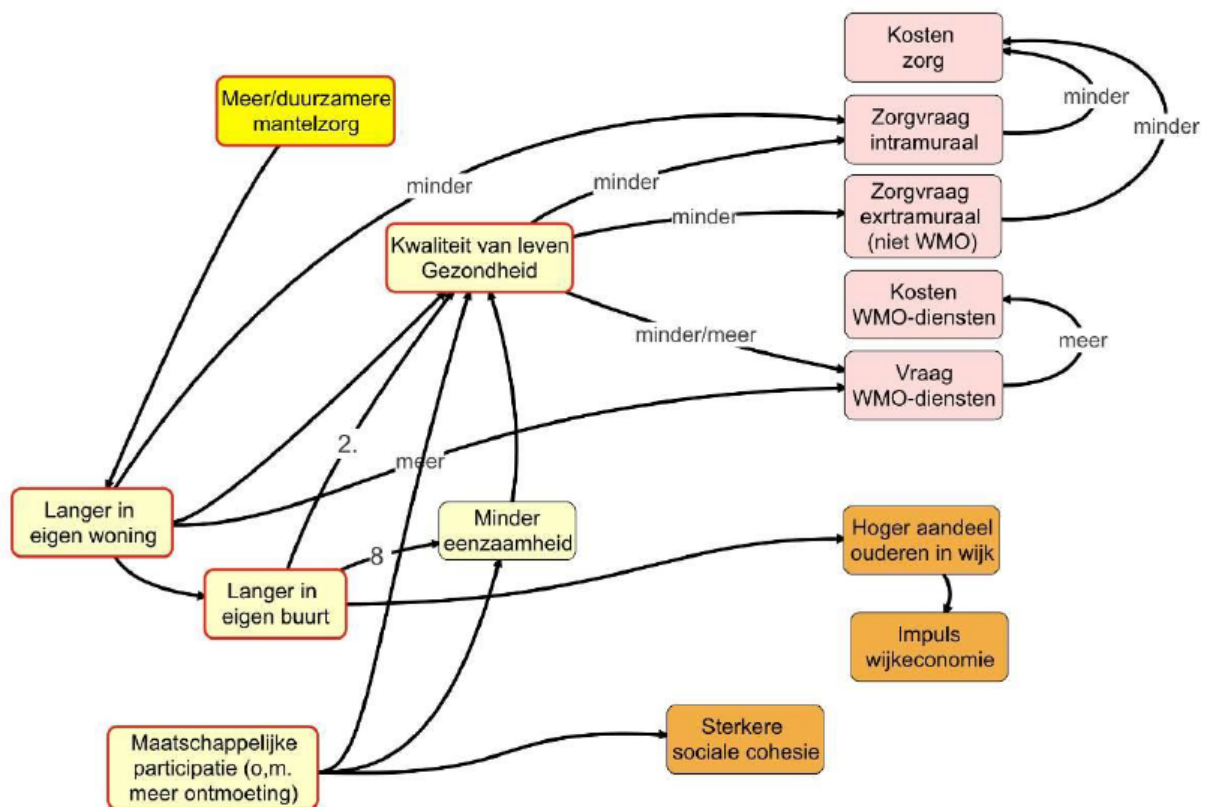 Kosten
zorg
Meer/duurzamere
mantelzorg
minder
Zorgvraag
intramuraal
minder
minder
minder
Zorgvraag
exrtramuraal
(niet WMO)
minder
Kwaliteit van leven
Gezondheid
Kosten
WMO-diensten
minder/meer
meer
Vraag
WMO-diensten
2.
meer
Langer in
eigen woning
Minder
eenzaamheid
Hoger aandeel
ouderen in wijk
8
Langer in
eigen buurt
Impuls
wijkeconomie
Sterkere
sociale cohesie
Maatschappelijke
participatie (o,m.
meer ontmoeting)